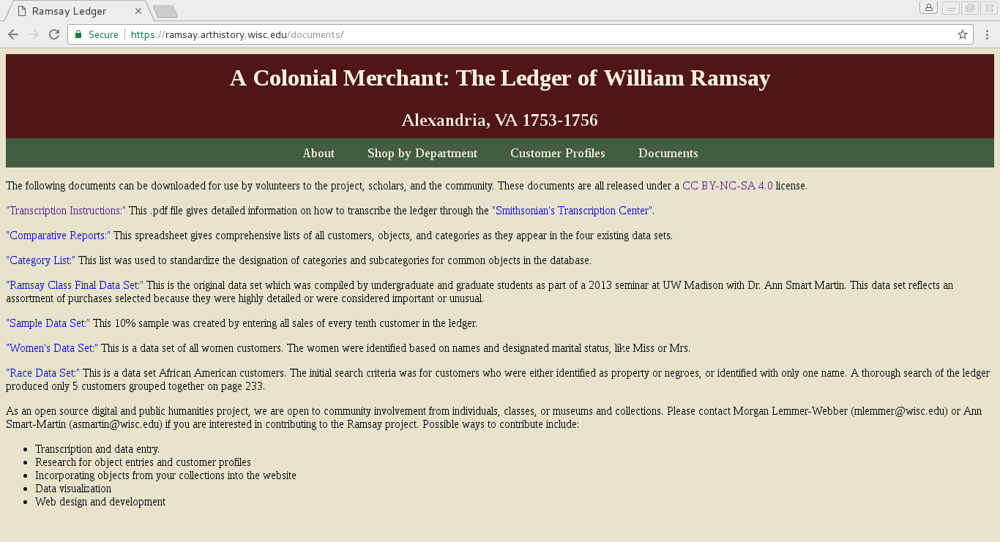 Ramsay Ledger
Secure https://ramsay.arthistory.wisc.edu/documents/
A Colonial Merchant: The Ledger of William Ramsay
Alexandria, VA 1753-1756
About Shop by Department Customer Profiles Documents
The following documents can be downloaded for use by volunteers to the project, scholars, and the community. These documents are all released under a CC BY-NC-SA 4.0 license.
"Transcription Instructions:" This .pdf file gives detailed information on how to transcribe the ledger through the "Smithsonian's Transcription Center".
"Comparative Reports:" This spreadsheet gives comprehensive lists of all customers, objects, and categories as they appear in the four existing data sets.
"Category List:" This list was used to standardize the designation of categories and subcategories for common objects in the database.
"Ramsay Class Final Data Set:" This is the original data set which was compiled by undergraduate and graduate students as part of a 2013 seminar at UW Madison with Dr. Ann Smart Martin. This data set reflects an
assortment of purchases selected because they were highly detailed or were considered important or unusual.
"Sample Data Set:" This 10% sample was created by entering all sales of every tenth customer in the ledger.
"Women's Data Set:" This is a data set of all women customers. The women were identified based on names and designated marital status, like Miss or Mrs.
"Race Data Set:" This is a data set African American customers. The initial search criteria was for customers who were either identified as property or negroes, or identified with only one name. A thorough search of the ledger
produced only 5 customers grouped together on page 233.
As an open source digital and public humanities project, we are open to community involvement from individuals, classes, or museums and collections. Please contact Morgan Lemmer-Webber (mlemmer@wisc.edu) or Ann
Smart-Martin (asmartin@wisc.edu) if you are interested in contributing to the Ramsay project. Possible ways to contribute include:
• Transcription and data entry.
• Research for object entries and customer profiles
• Incorporating objects from your collections into the website
• Data visualization
• Web design and development